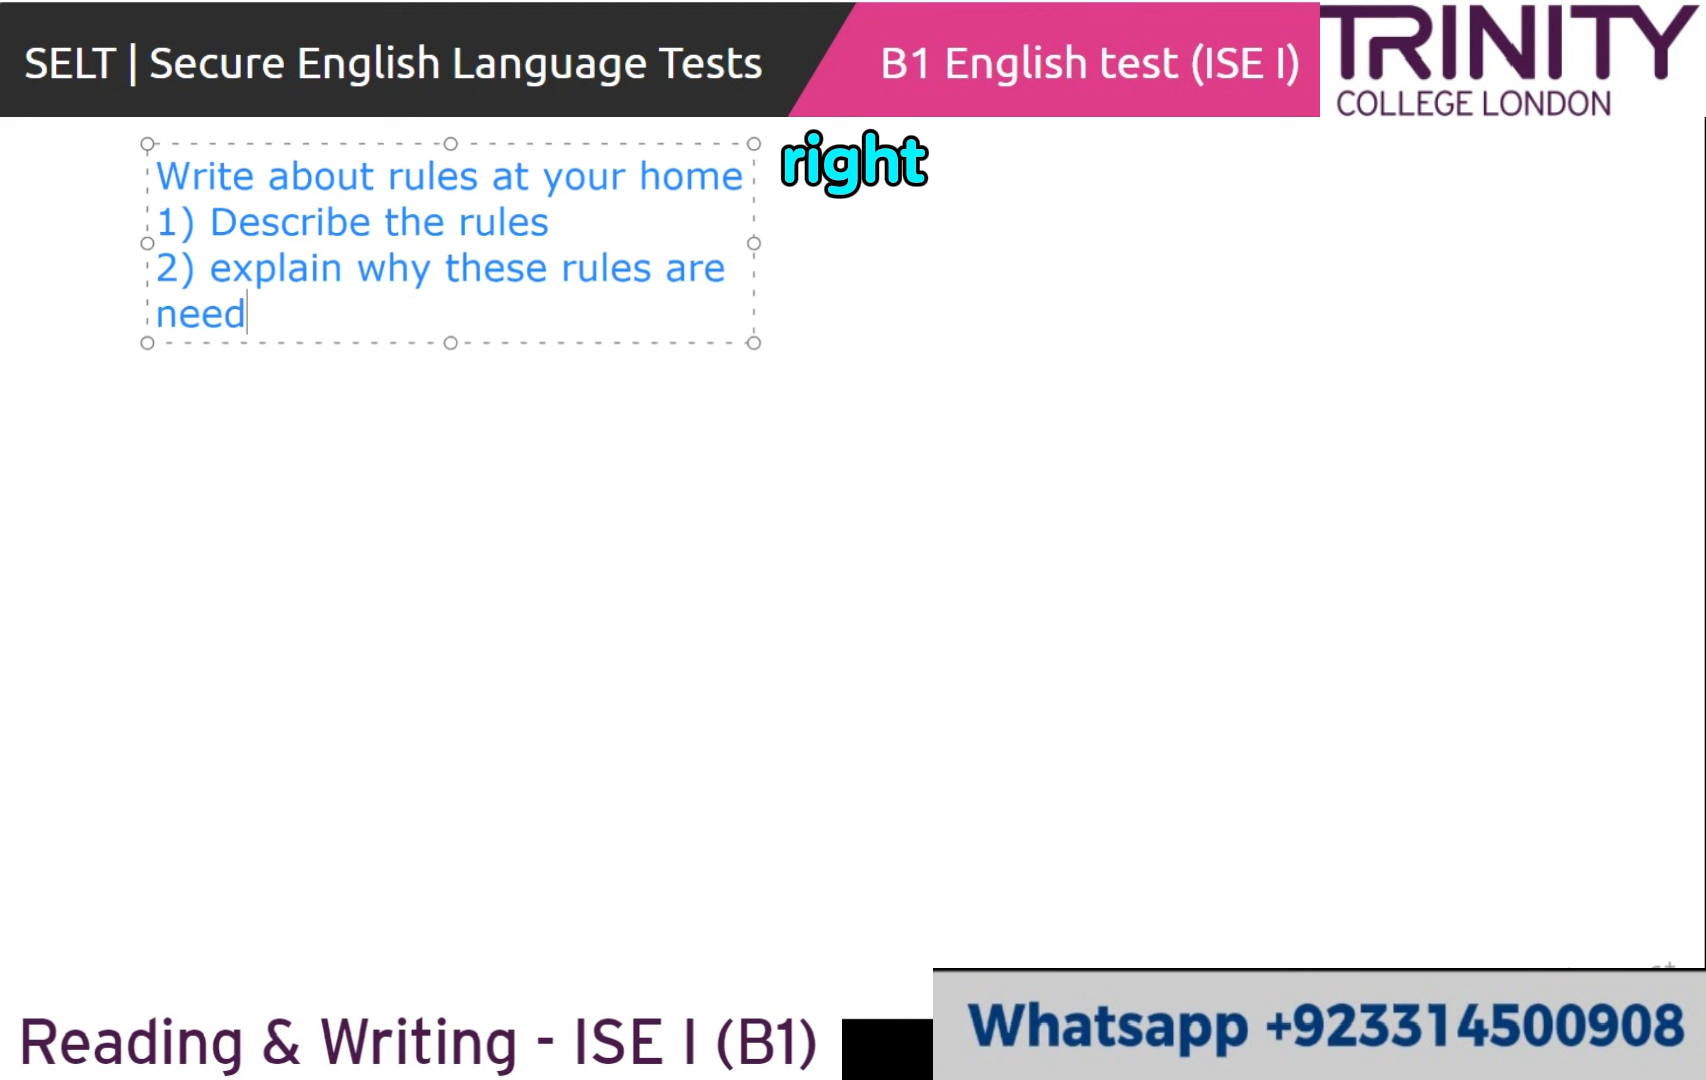 SELT | Secure English Language Tests
B1 English test (ISE I)
TRINITY
COLLEGE LONDON
right
Write about rules at your home
1) Describe the rules
2) explain why these rules are
need
Reading & Writing - ISE I (B1)
Whatsapp +923314500908